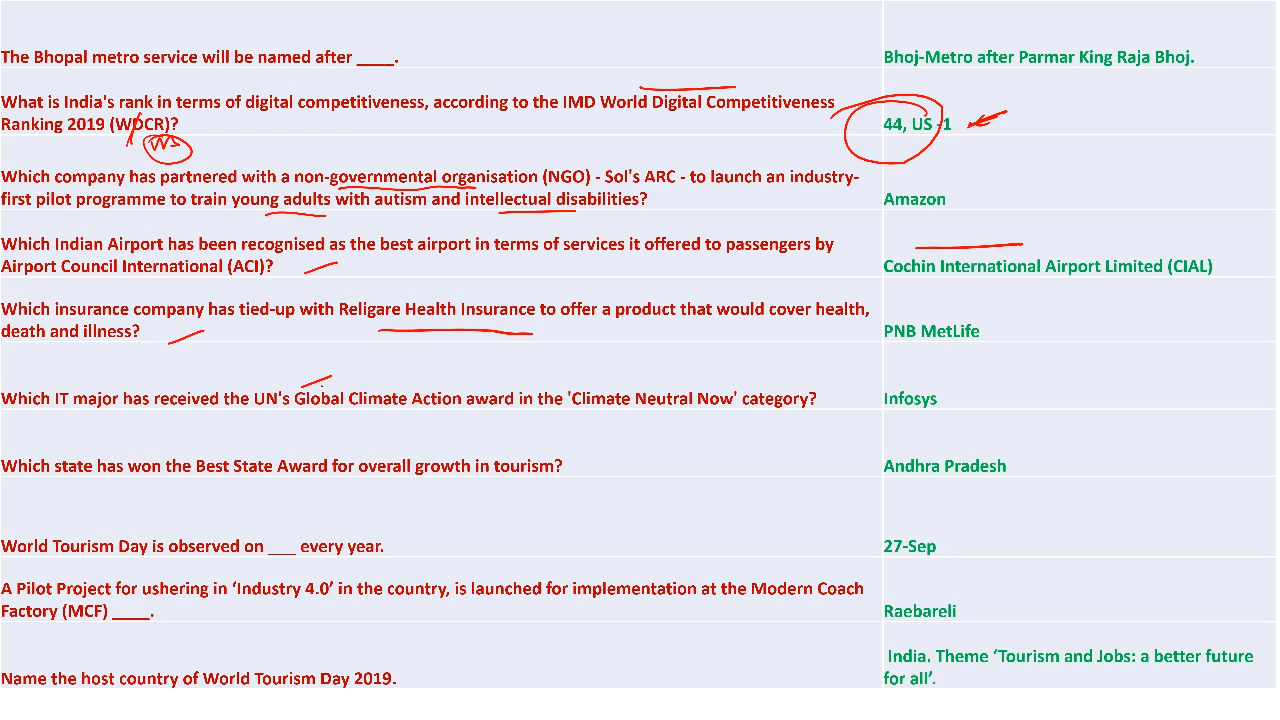 The Bhopal metro service will be named after ____.
Bhoj-Metro after Parmar King Raja Bhoj.
What is India's rank in terms of digital competitiveness, according to the IMD World Digital Competitiveness
Ranking 2019 (WDCR)?
44, US -1
Which company has partnered with a non-governmental organisation (NGO) - Sol's ARC - to launch an industry-
first pilot programme to train young adults with autism and intellectual disabilities?
Amazon
Which Indian Airport has been recognised as the best airport in terms of services it offered to passengers by
Airport Council International (ACI)?
Cochin International Airport Limited (CIAL)
Which insurance company has tied-up with Religare Health Insurance to offer a product that would cover health,
death and illness?
PNB MetLife
Which IT major has received the UN's Global Climate Action award in the 'Climate Neutral Now' category?
Infosys
Which state has won the Best State Award for overall growth in tourism?
Andhra Pradesh
World Tourism Day is observed on ___ every year.
27-Sep
A Pilot Project for ushering in ‘Industry 4.0’ in the country, is launched for implementation at the Modern Coach
Factory (MCF) ____.
Raebareli
Name the host country of World Tourism Day 2019.
India. Theme ‘Tourism and Jobs: a better future
for all’.